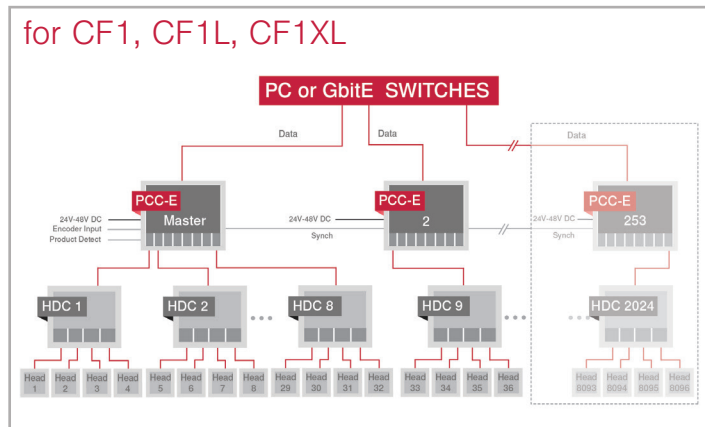 for CF1, CF1L, CF1XL
PC or GbitE SWITCHES
Data
Data
Data
PCC-E
Master
24V-48V DC
Encoder Input
Product Detect
PCC-E
2
24V-48V DC
Synch
PCC-E
253
24V-48V DC
Synch
HDC 1
HDC 2
HDC 8
HDC 9
HDC 2024
Head
1
Head
2
Head
3
Head
4
Head
5
Head
6
Head
7
Head
8
Head
29
Head
30
Head
31
Head
32
Head
33
Head
34
Head
35
Head
36
Head
8093
Head
8094
Head
8095
Head
8096